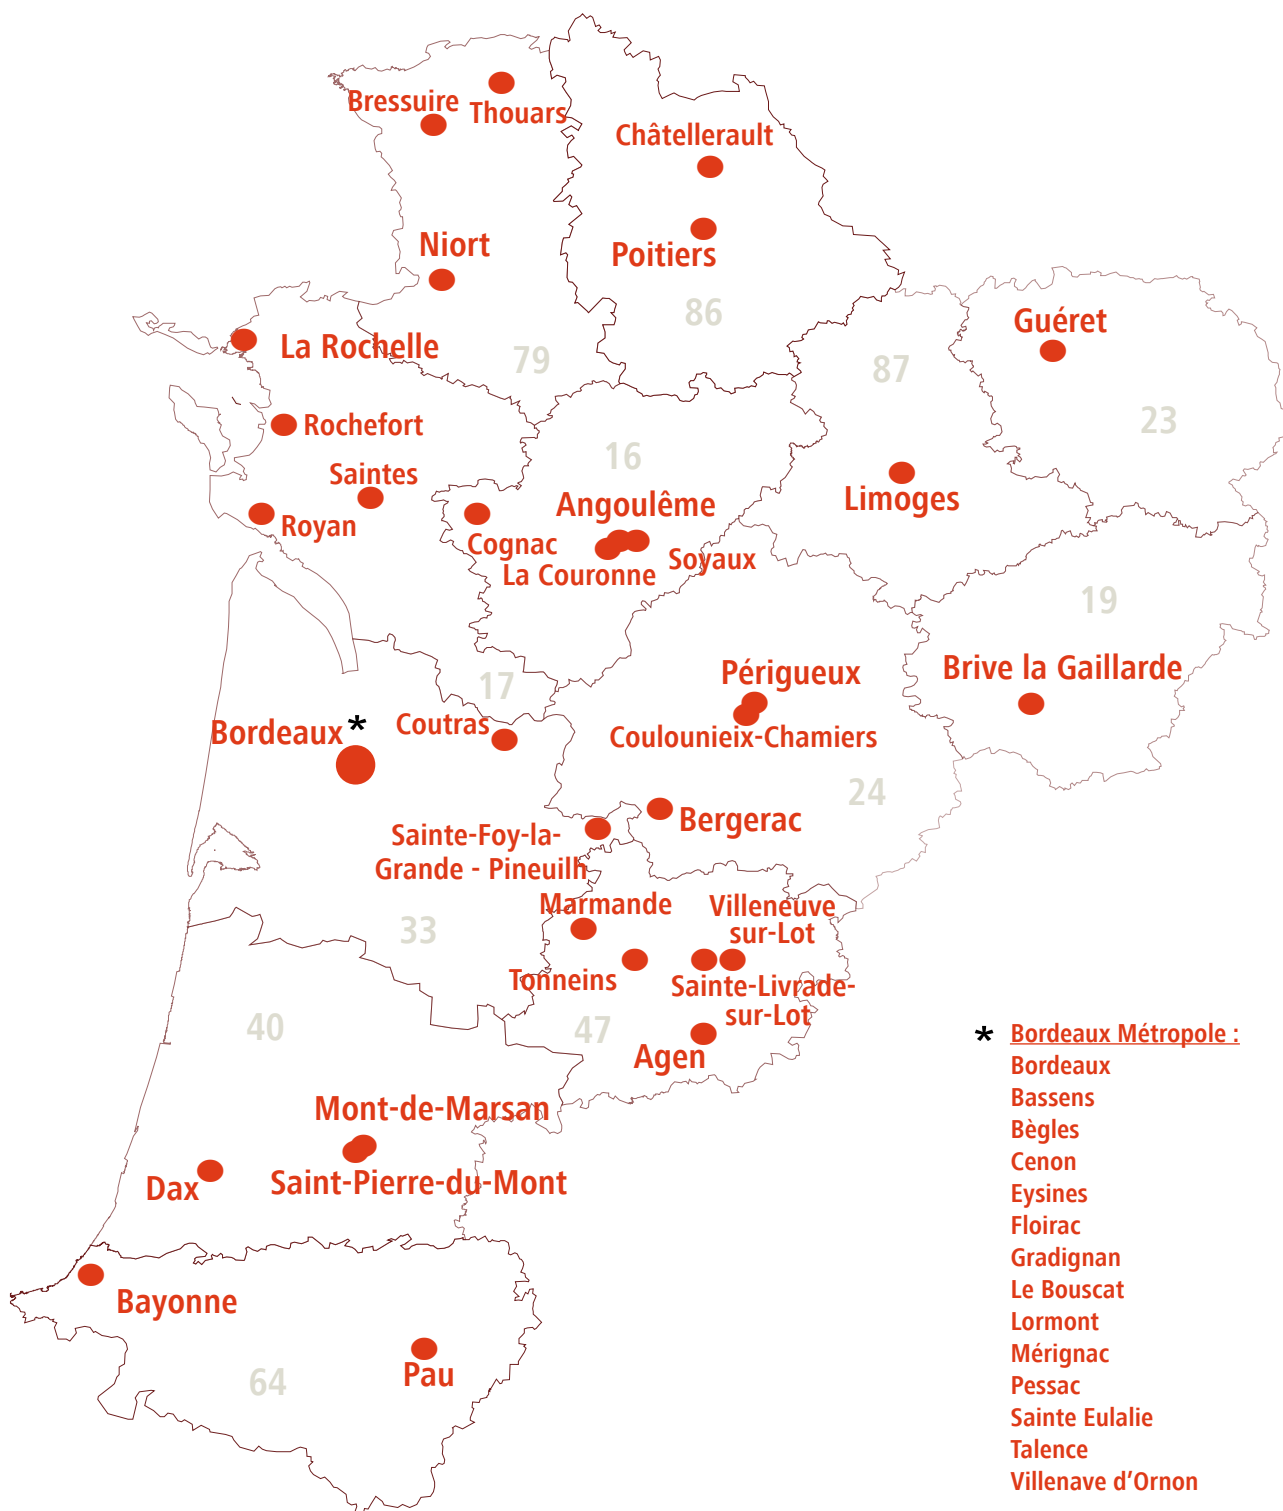 Bressuire
Thouars
Châtellerault
Niort
Poitiers
86
Guéret
La Rochelle
79
87
23
Rochefort
16
Saintes
Limoges
Angoulême
Royan
Cognac
Soyaux
La Couronne
19
Brive la Gaillarde
Périgueux
17
Bordeaux*
Coutras
Coulounieix-Chamiers
24
Bergerac
Sainte-Foy-la-
Grande - Pineuilh
Marmande
Villeneuve
sur-Lot
33
Tonneins
Sainte-Livrade-
sur-Lot
40
47
Agen
Mont-de-Marsan
Saint-Pierre-du-Mont
Dax
Bayonne
Pau
64
* Bordeaux Métropole :
Bordeaux
Bassens
Bègles
Cenon
Eysines
Floirac
Gradignan
Le Bouscat
Lormont
Mérignac
Pessac
Sainte Eulalie
Talence
Villenave d’Ornon